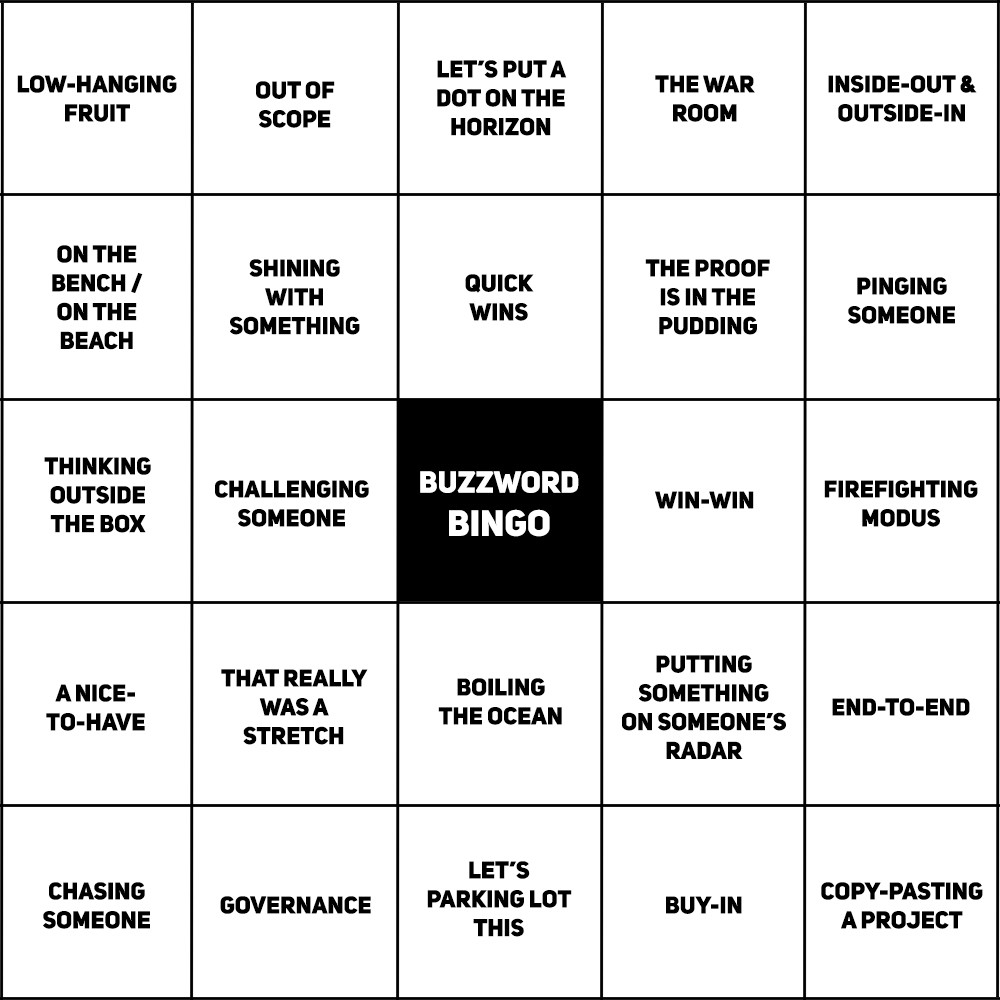 LOW-HANGING
FRUIT
OUT OF
SCOPE
LET'S PUT A
DOT ON THE
HORIZON
THE WAR
ROOM
INSIDE-OUT &
OUTSIDE-IN
ON THE
BENCH /
ON THE
BEACH
SHINING
WITH
SOMETHING
QUICK
WINS
THE PROOF
IS IN THE
PUDDING
PINGING
SOMEONE
THINKING
OUTSIDE
THE BOX
CHALLENGING
SOMEONE
BUZZWORD
BINGO
WIN-WIN
FIREFIGHTING
MODUS
A NICE-
TO-HAVE
THAT REALLY
WAS A
STRETCH
BOILING
THE OCEAN
PUTTING
SOMETHING
ON SOMEONE'S
RADAR
END-TO-END
CHASING
SOMEONE
GOVERNANCE
LET'S
PARKING LOT
THIS
BUY-IN
COPY-PASTING
A PROJECT